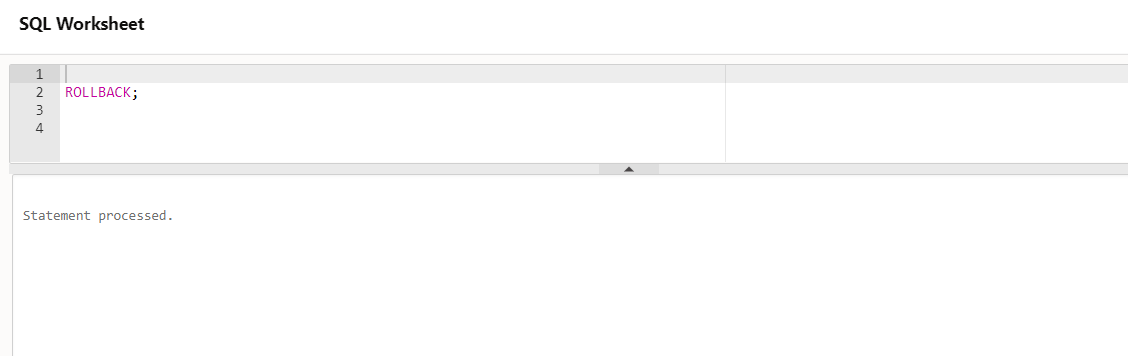 SQL Worksheet
1
2 ROLLBACK;
3
4
Statement processed.